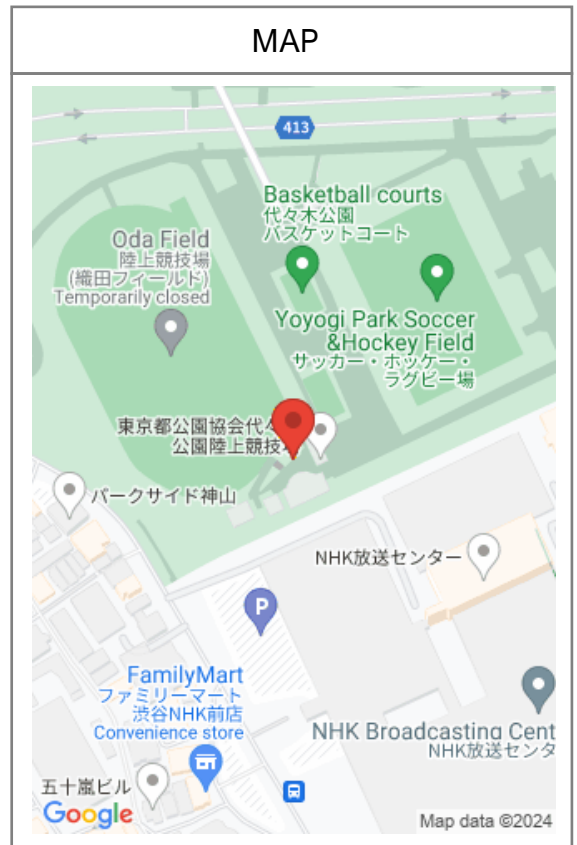 MAP
413
Basketball courts
代々木公園
バスケットコート
Oda Field
陸上競技場
(織田フィールド)
Temporarily closed
Yoyogi Park Soccer
&Hockey Field
サッカー・ホッケー・
ラグビー場
東京都公園協会代々
公園陸上競技
パークサイド神山
NHK放送センター
P
FamilyMart
ファミリーマート
渋谷NHK前店
Convenience store
NHK Broadcasting Cent
NHK放送センタ
五十嵐ビル
Google
Map data ©2024